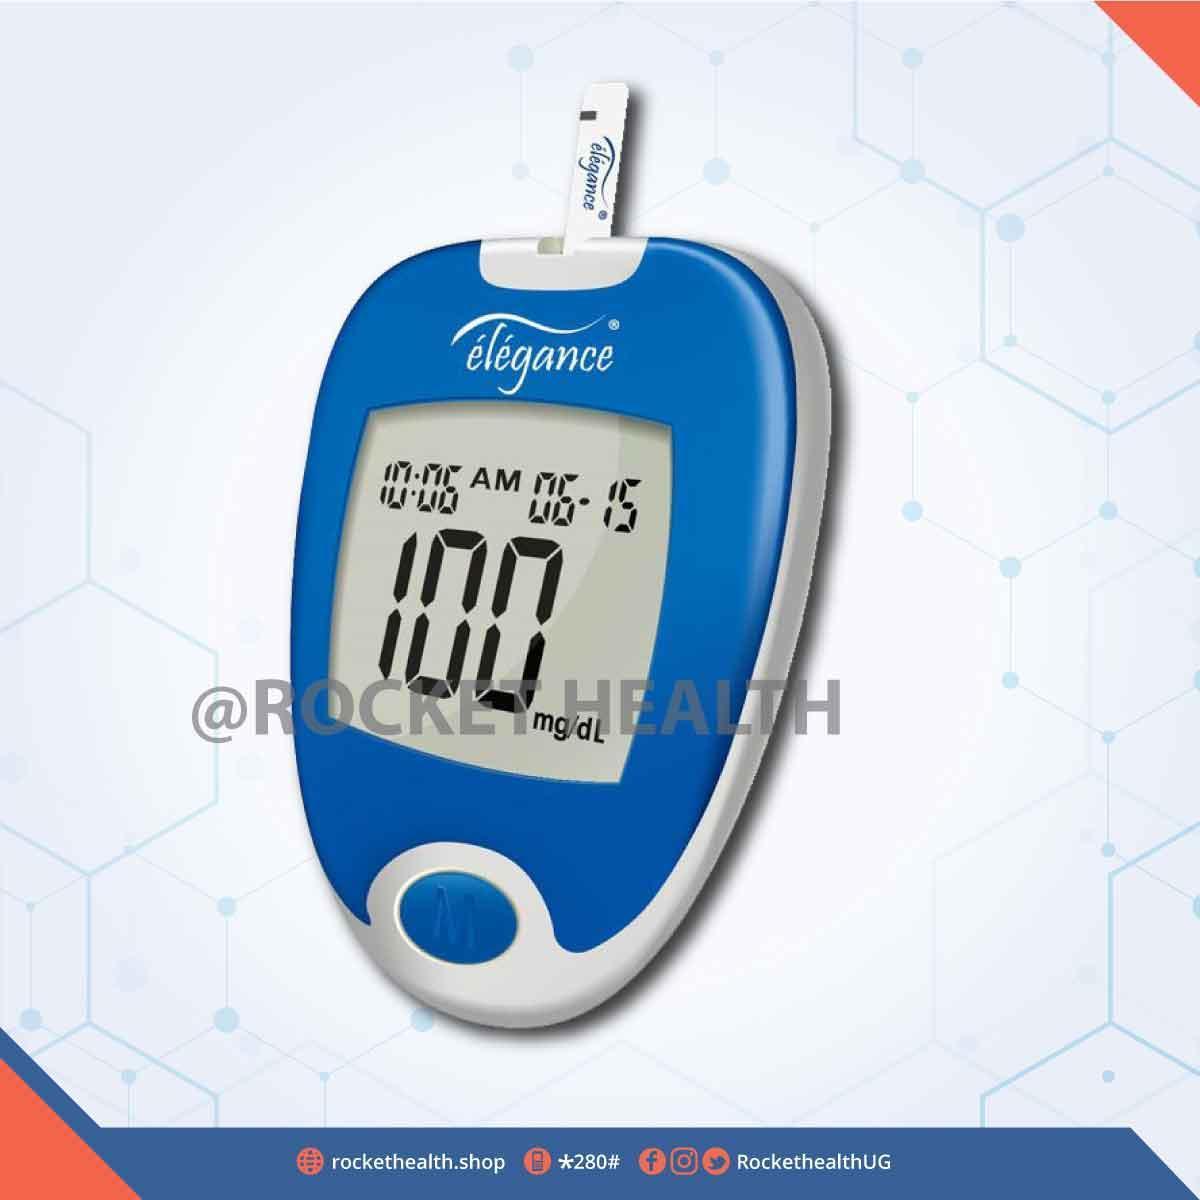 élégance ®
élégance ®
10:06 AM 06-15
100
mg/dL
@ROCKET HEALTH
M
rockethealth.shop *280# RockethealthUG